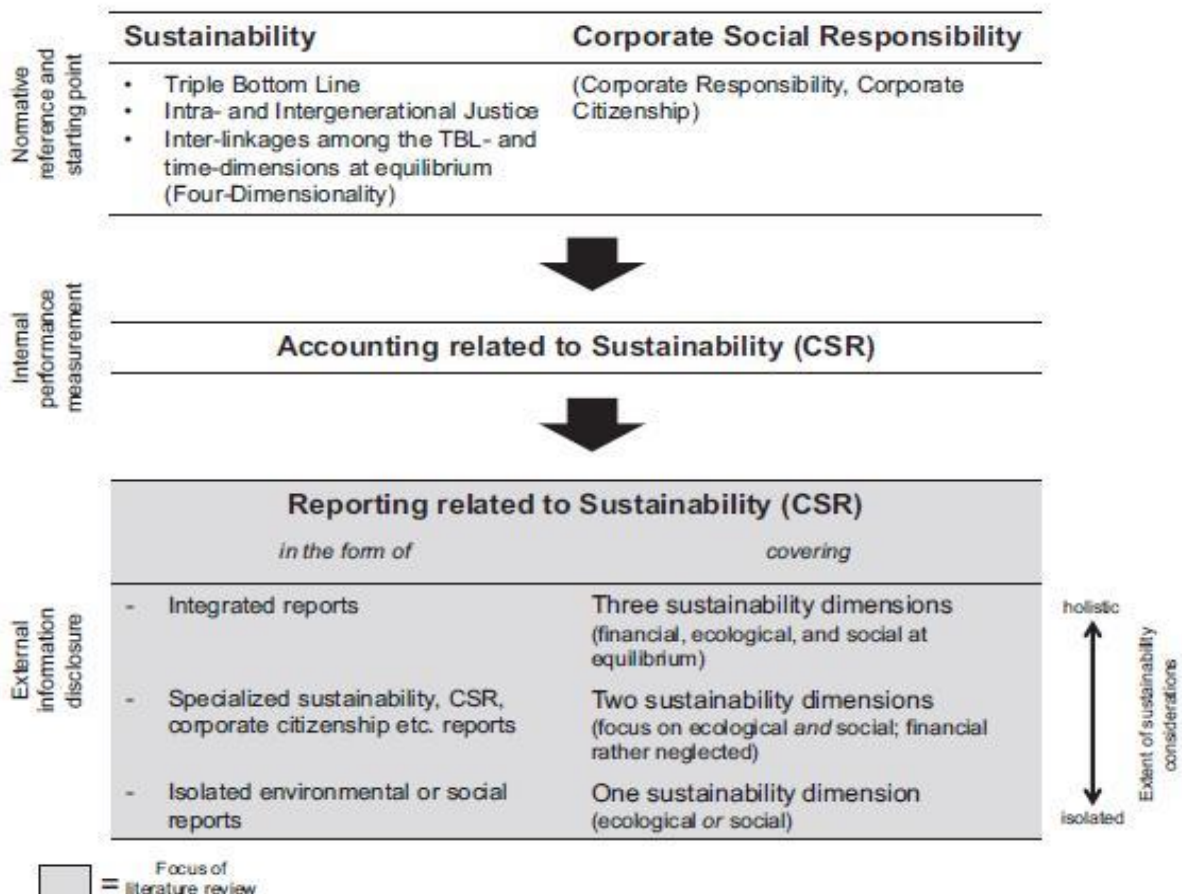 Normative
reference and
starting point
Sustainability
Corporate Social Responsibility
• Triple Bottom Line
• Intra- and Intergenerational Justice
• Inter-linkages among the TBL- and
time-dimensions at equilibrium
(Four-Dimensionality)
(Corporate Responsibility, Corporate
Citizenship)
Internal
performance
measurement
Accounting related to Sustainability (CSR)
External
information
disclosure
Reporting related to Sustainability (CSR)
in the form of
covering
- Integrated reports
Three sustainability dimensions
(financial, ecological, and social at
equilibrium)
- Specialized sustainability, CSR,
corporate citizenship etc. reports
Two sustainability dimensions
(focus on ecological and social; financial
rather neglected)
- Isolated environmental or social
reports
One sustainability dimension
(ecological or social)
holistic
isolated
Extent of sustainability
considerations
= Focus of
literature review